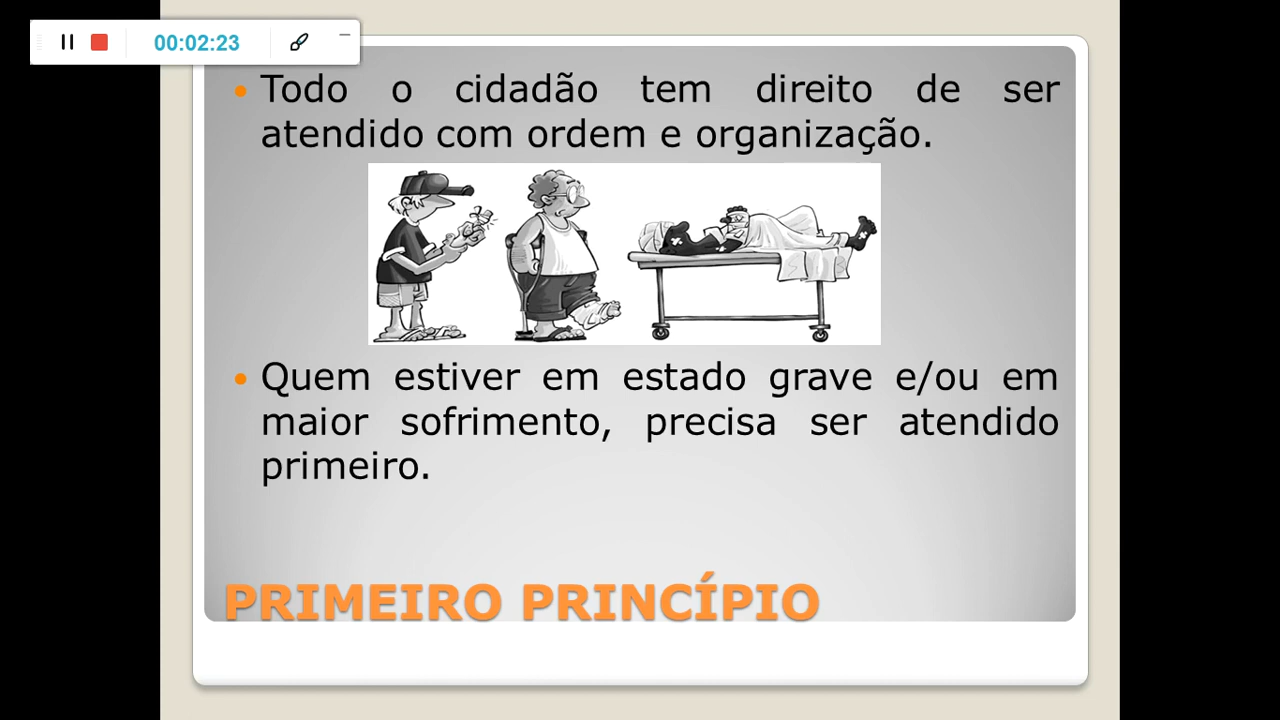 00:02:23
Todo o cidadão tem direito de ser
atendido com ordem e organização.
Quem estiver em estado grave e/ou em
maior sofrimento, precisa ser atendido
primeiro.
PRIMEIRO PRINCÍPIO